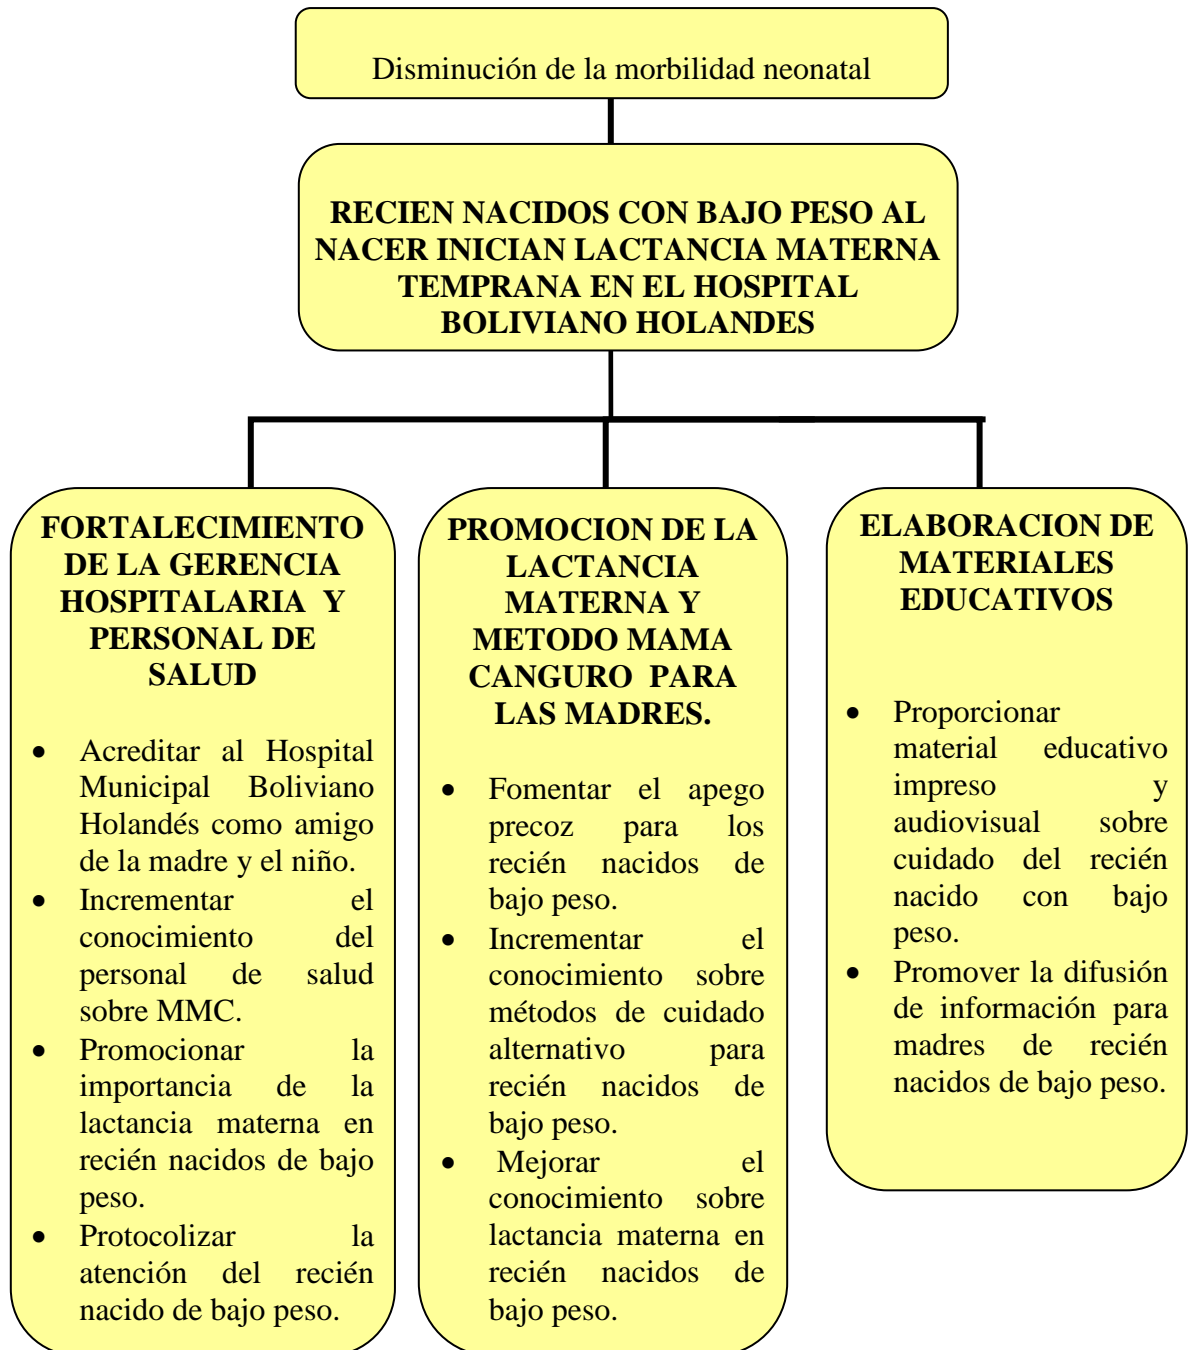 Disminución de la morbilidad neonatal
RECIEN NACIDOS CON BAJO PESO AL
NACER INICIAN LACTANCIA MATERNA
TEMPRANA EN EL HOSPITAL
BOLIVIANO HOLANDES
FORTALECIMIENTO
DE LA GERENCIA
HOSPITALARIA Y
PERSONAL DE
SALUD
• Acreditar al Hospital
Municipal Boliviano
Holandés como amigo
de la madre y el niño.
• Incrementar el
conocimiento del
personal de salud
sobre MMC.
• Promocionar la
importancia de la
lactancia materna en
recién nacidos de bajo
peso.
• Protocolizar la
atención del recién
nacido de bajo peso.
PROMOCION DE LA
LACTANCIA
MATERNA Y
METODO MAMA
CANGURO PARA
LAS MADRES.
• Fomentar el apego
precoz para los
recién nacidos de
bajo peso.
• Incrementar el
conocimiento sobre
métodos de cuidado
alternativo para
recién nacidos de
bajo peso.
• Mejorar el
conocimiento sobre
lactancia materna en
recién nacidos de
bajo peso.
ELABORACION DE
MATERIALES
EDUCATIVOS
• Proporcionar
material educativo
impreso y
audiovisual sobre
cuidado del recién
nacido con bajo
peso.
• Promover la difusión
de información para
madres de recién
nacidos de bajo peso.